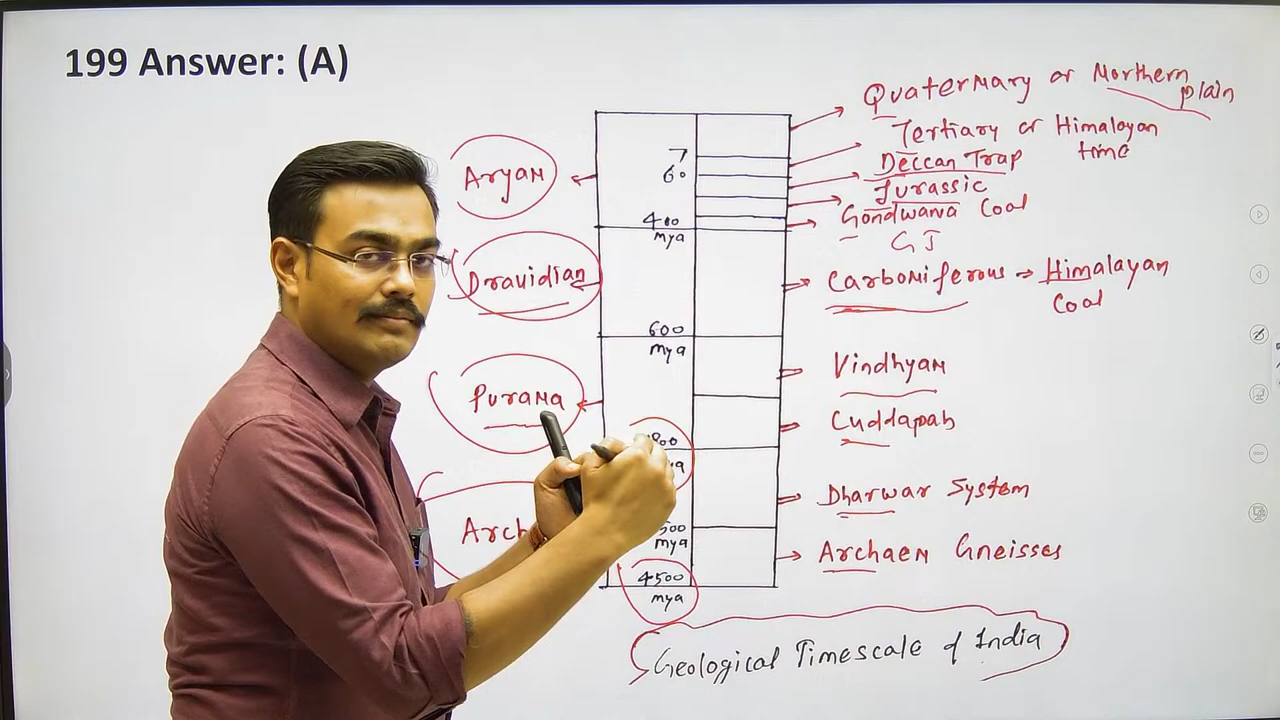 199 Answer: (A)
Quaternary or Northern plain
Tertiary or Himalayan time
Deccan Trap
Jurassic
Gondwana Coal
GJ
Carboniferous → Himalayan Coal
Vindhyan
Cuddapah
Dharwar System
Archaen Gneisses
Aryan
Dravidian
Purana
7
60
400 mya
600 mya
4500 mya
Geological Timescale of India